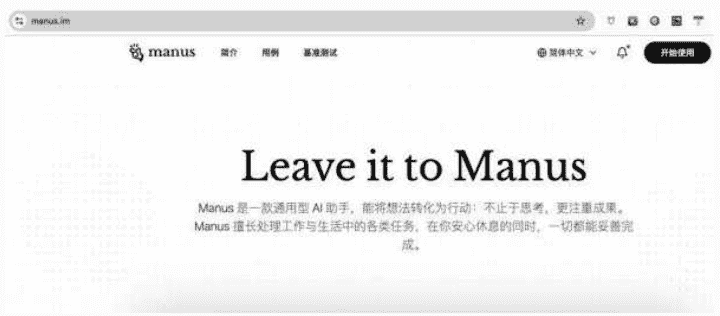 manus.im
manus 简介 用例 基准测试 简体中文 开始使用
Leave it to Manus
Manus 是一款通用型 AI 助手，能将想法转化为行动：不止于思考，更注重成果。
Manus 擅长处理工作与生活中的各类任务，在你安心休息的同时，一切都能妥善完
成。